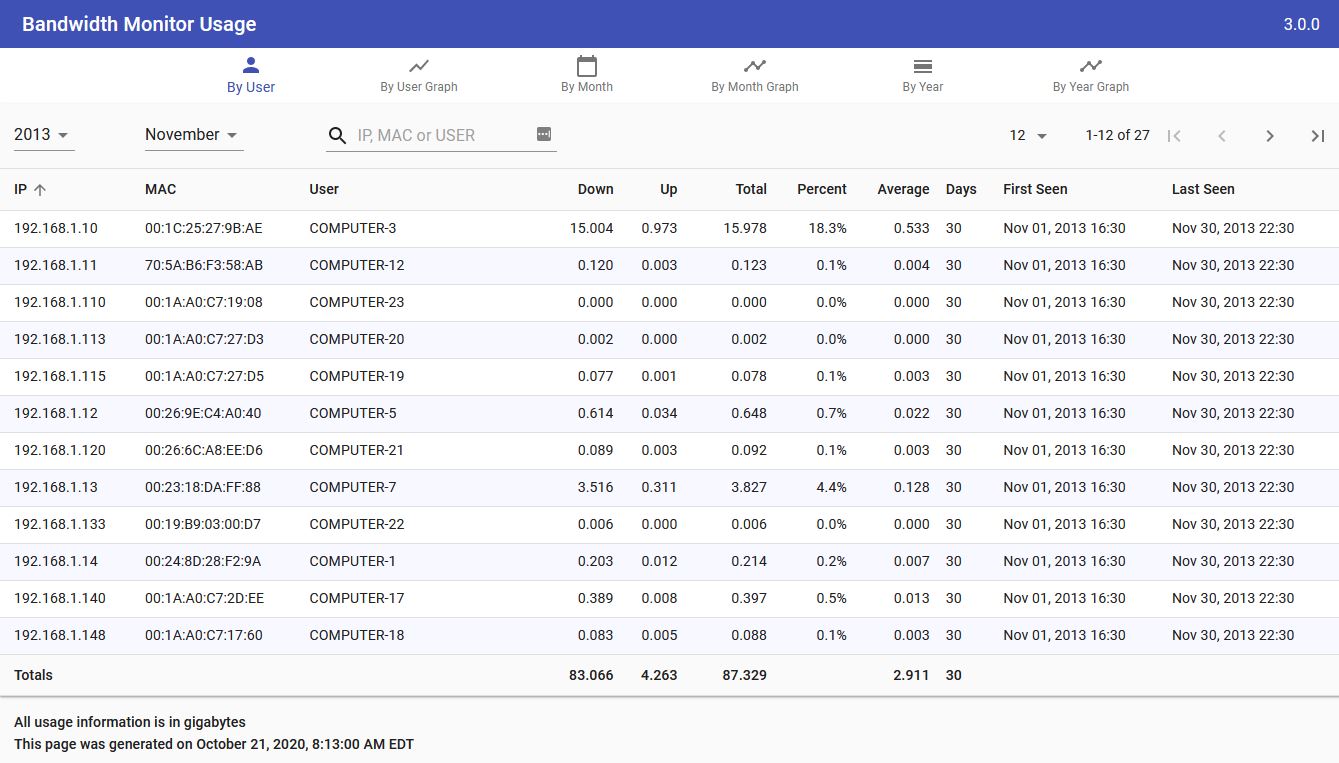 Bandwidth Monitor Usage 3.0.0
By User By User Graph By Month By Month Graph By Year By Year Graph
2013 November IP, MAC or USER 12 1-12 of 27
IP MAC User Down Up Total Percent Average Days First Seen Last Seen
192.168.1.10 00:1C:25:27:9B:AE COMPUTER-3 15.004 0.973 15.978 18.3% 0.533 30 Nov 01, 2013 16:30 Nov 30, 2013 22:30
192.168.1.11 70:5A:B6:F3:58:AB COMPUTER-12 0.120 0.003 0.123 0.1% 0.004 30 Nov 01, 2013 16:30 Nov 30, 2013 22:30
192.168.1.110 00:1A:A0:C7:19:08 COMPUTER-23 0.000 0.000 0.000 0.0% 0.000 30 Nov 01, 2013 16:30 Nov 30, 2013 22:30
192.168.1.113 00:1A:A0:C7:27:D3 COMPUTER-20 0.002 0.000 0.002 0.0% 0.000 30 Nov 01, 2013 16:30 Nov 30, 2013 22:30
192.168.1.115 00:1A:A0:C7:27:D5 COMPUTER-19 0.077 0.001 0.078 0.1% 0.003 30 Nov 01, 2013 16:30 Nov 30, 2013 22:30
192.168.1.12 00:26:9E:C4:A0:40 COMPUTER-5 0.614 0.034 0.648 0.7% 0.022 30 Nov 01, 2013 16:30 Nov 30, 2013 22:30
192.168.1.120 00:26:6C:A8:EE:D6 COMPUTER-21 0.089 0.003 0.092 0.1% 0.003 30 Nov 01, 2013 16:30 Nov 30, 2013 22:30
192.168.1.13 00:23:18:DA:FF:88 COMPUTER-7 3.516 0.311 3.827 4.4% 0.128 30 Nov 01, 2013 16:30 Nov 30, 2013 22:30
192.168.1.133 00:19:B9:03:00:D7 COMPUTER-22 0.006 0.000 0.006 0.0% 0.000 30 Nov 01, 2013 16:30 Nov 30, 2013 22:30
192.168.1.14 00:24:8D:28:F2:9A COMPUTER-1 0.203 0.012 0.214 0.2% 0.007 30 Nov 01, 2013 16:30 Nov 30, 2013 22:30
192.168.1.140 00:1A:A0:C7:2D:EE COMPUTER-17 0.389 0.008 0.397 0.5% 0.013 30 Nov 01, 2013 16:30 Nov 30, 2013 22:30
192.168.1.148 00:1A:A0:C7:17:60 COMPUTER-18 0.083 0.005 0.088 0.1% 0.003 30 Nov 01, 2013 16:30 Nov 30, 2013 22:30
Totals 83.066 4.263 87.329 2.911 30
All usage information is in gigabytes
This page was generated on October 21, 2020, 8:13:00 AM EDT